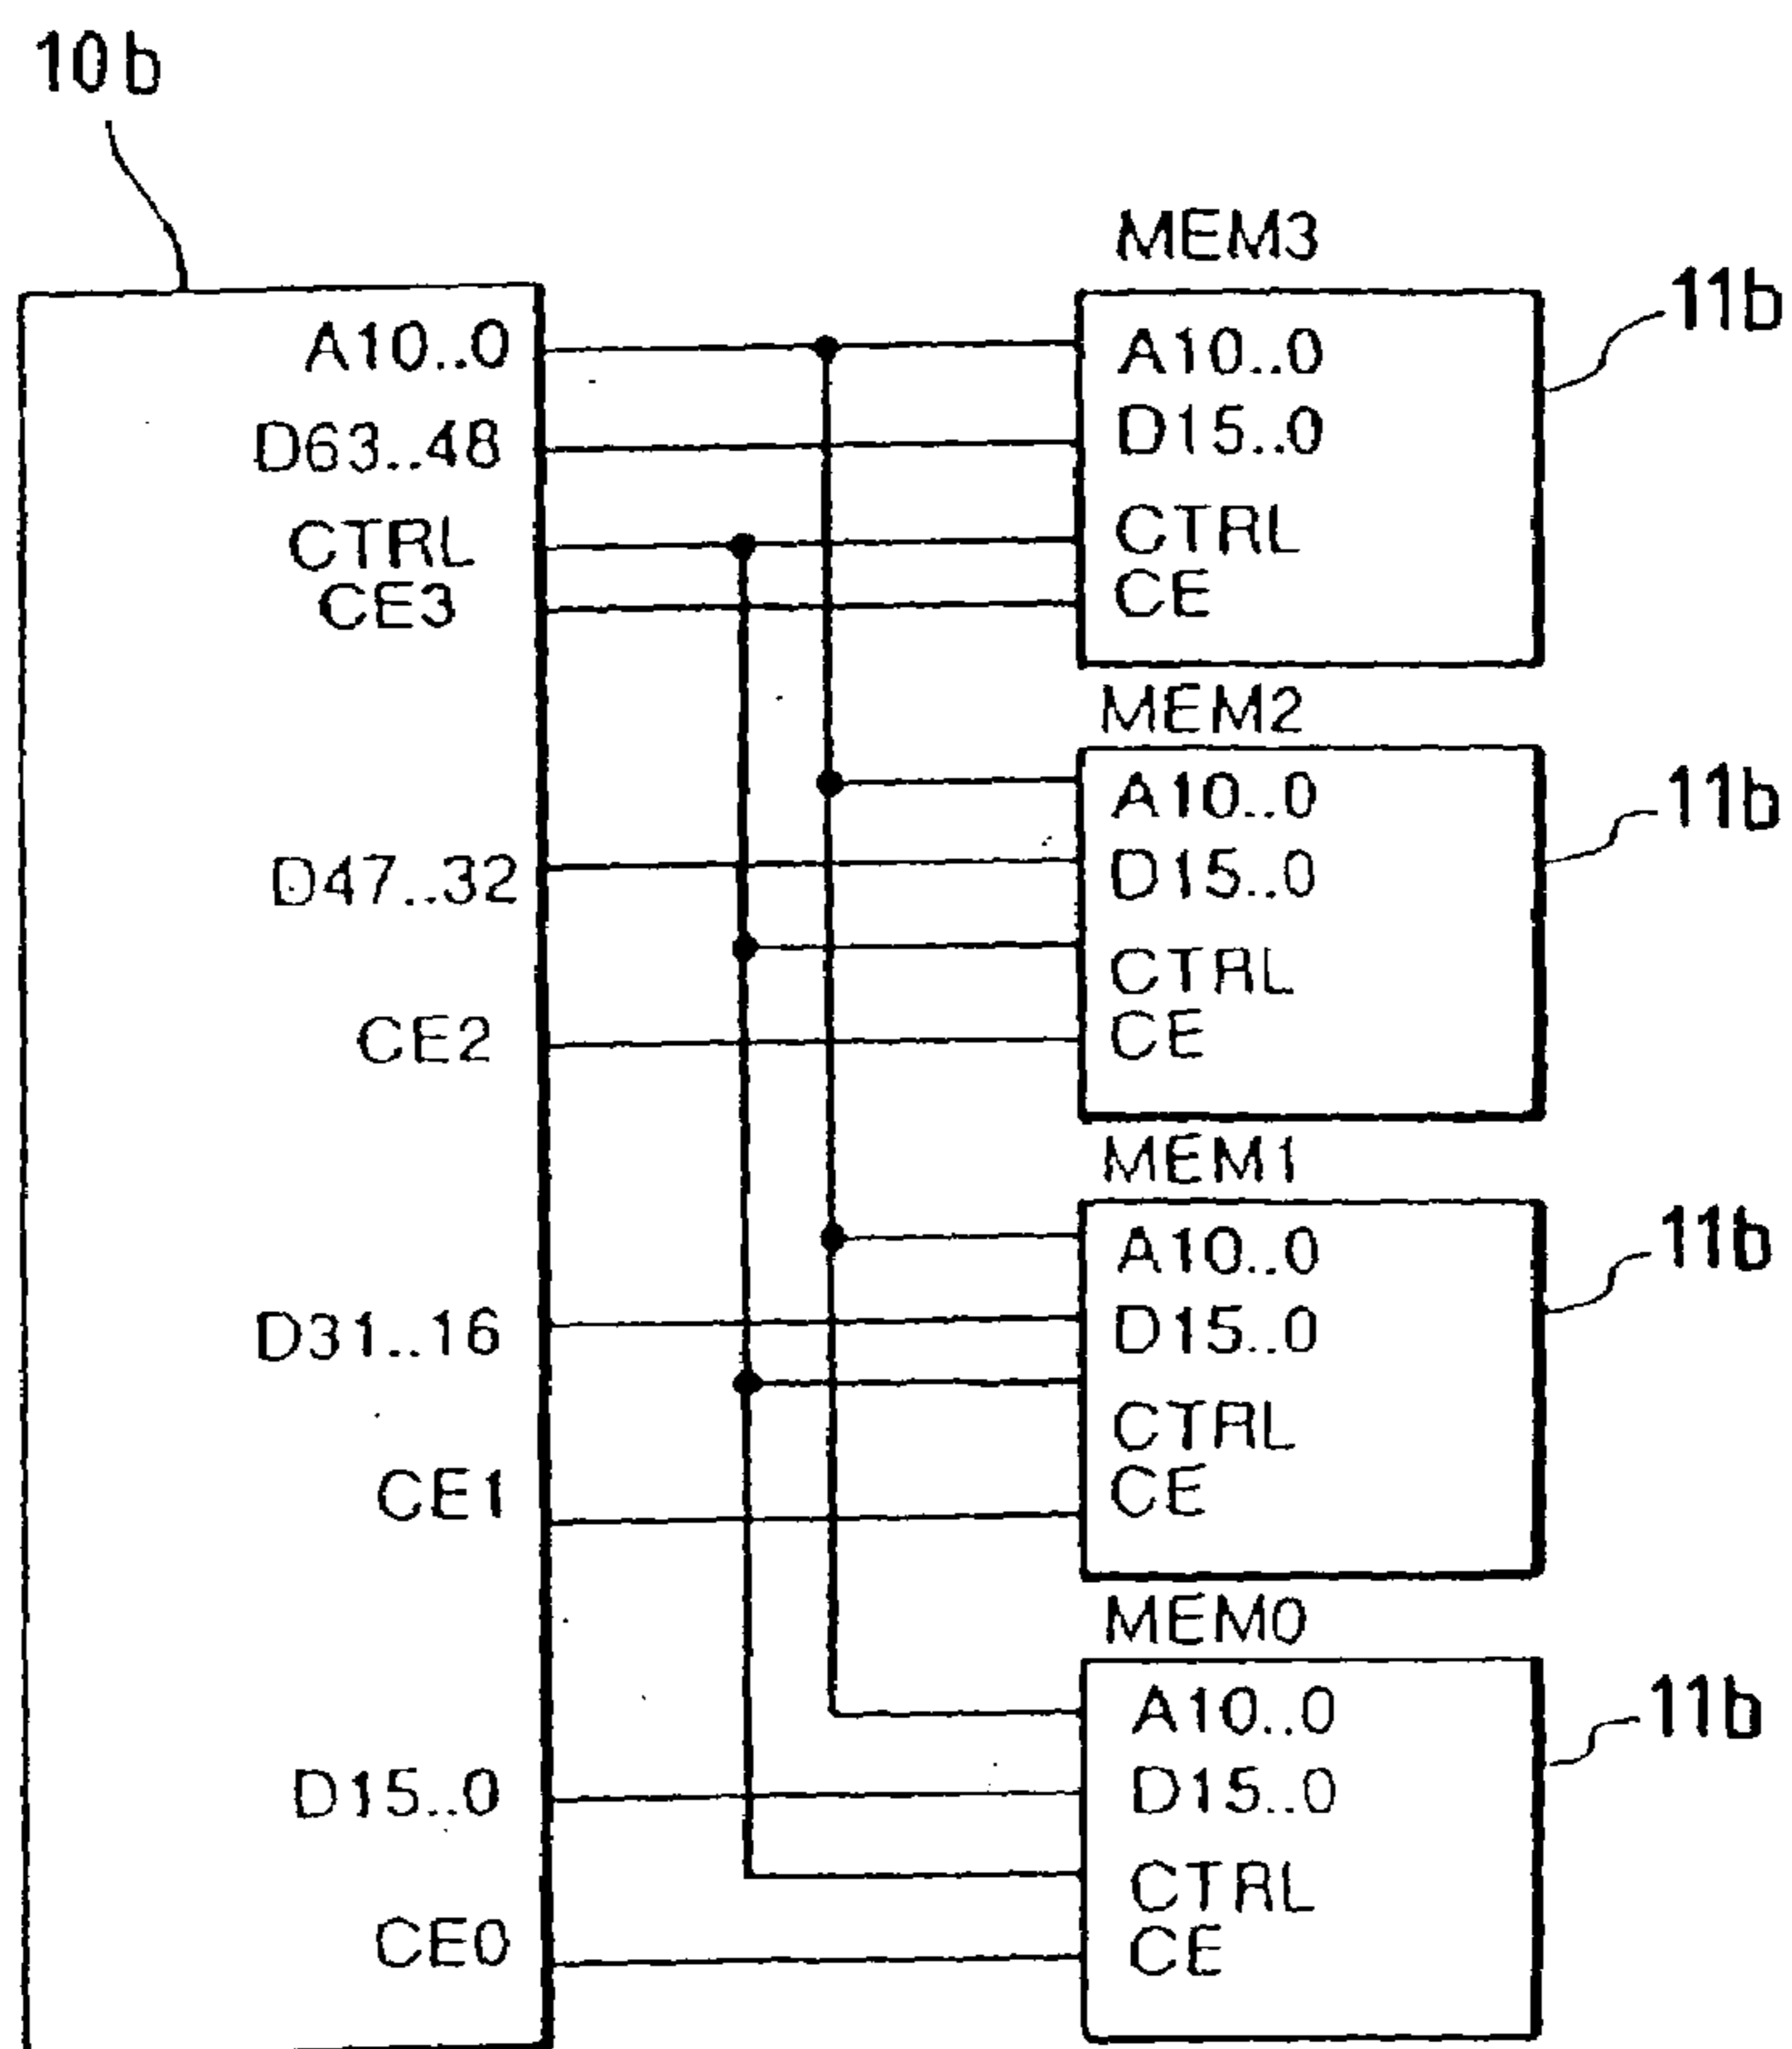 10b
A10..0
D63..48
CTRL
CE3
D47..32
CE2
D31..16
CE1
D15..0
CE0
MEM3
11b
A10..0
D15..0
CTRL
CE
MEM2
11b
A10..0
D15..0
CTRL
CE
MEM1
11b
A10..0
D15..0
CTRL
CE
MEM0
11b
A10..0
D15..0
CTRL
CE